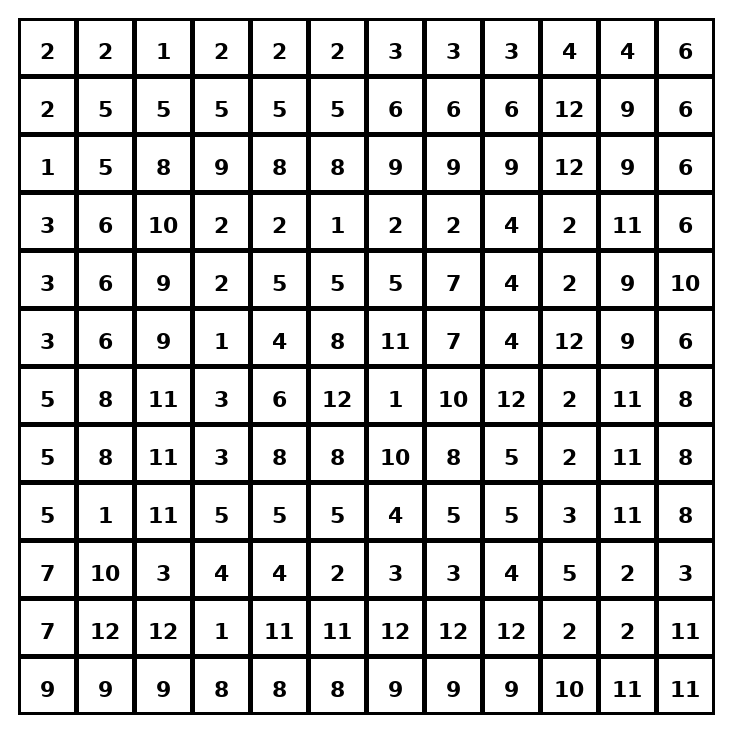 2 2 1 2 2 2 3 3 3 4 4 6
2 5 5 5 5 5 6 6 6 12 9 6
1 5 8 9 8 8 9 9 9 12 9 6
3 6 10 2 2 1 2 2 4 2 11 6
3 6 9 2 5 5 5 7 4 2 9 10
3 6 9 1 4 8 11 7 4 12 9 6
5 8 11 3 6 12 1 10 12 2 11 8
5 8 11 3 8 8 10 8 5 2 11 8
5 1 11 5 5 5 4 5 5 3 11 8
7 10 3 4 4 2 3 3 4 5 2 3
7 12 12 1 11 11 12 12 12 2 2 11
9 9 9 8 8 8 9 9 9 10 11 11